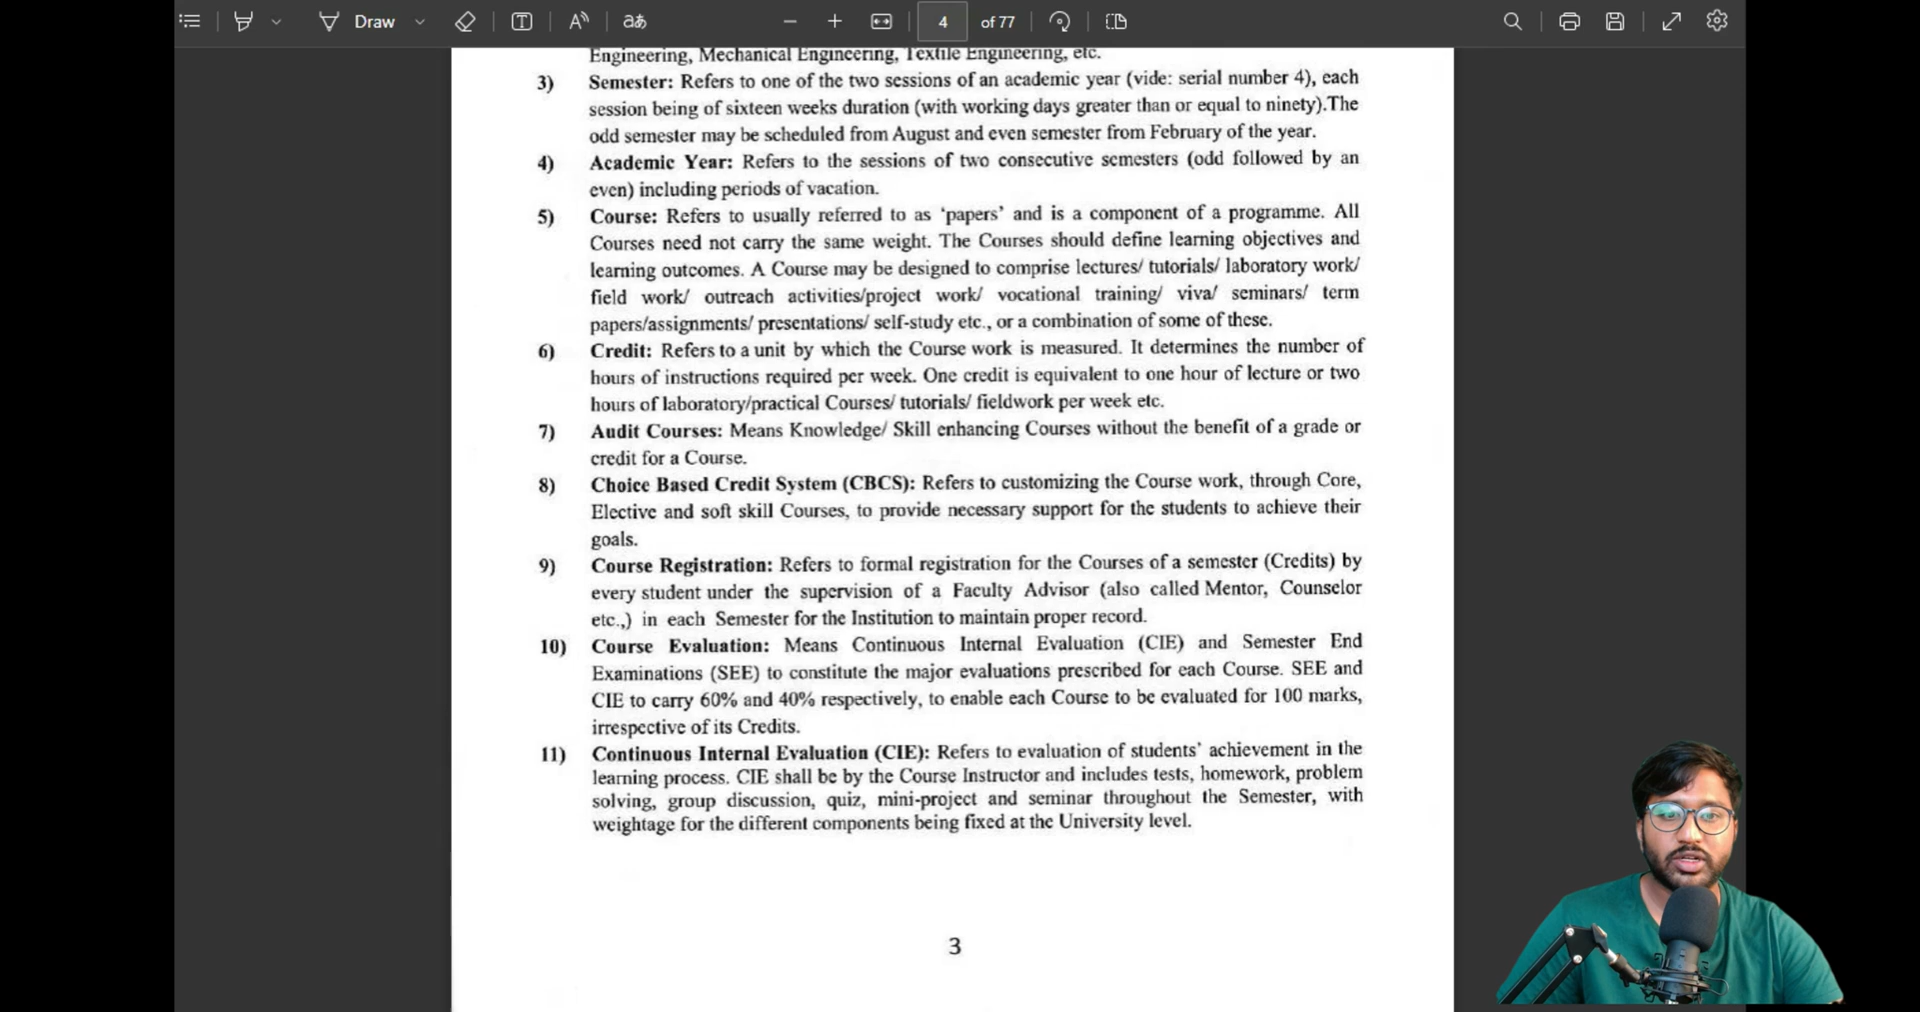 Draw
aあ
4
of 77
Engineering, Mechanical Engineering, Textile Engineering, etc.
3) Semester: Refers to one of the two sessions of an academic year (vide: serial number 4), each
session being of sixteen weeks duration (with working days greater than or equal to ninety).The
odd semester may be scheduled from August and even semester from February of the year.
4) Academic Year: Refers to the sessions of two consecutive semesters (odd followed by an
even) including periods of vacation.
5) Course: Refers to usually referred to as ‘papers’ and is a component of a programme. All
Courses need not carry the same weight. The Courses should define learning objectives and
learning outcomes. A Course may be designed to comprise lectures/ tutorials/ laboratory work/
field work/ outreach activities/project work/ vocational training/ viva/ seminars/ term
papers/assignments/ presentations/ self-study etc., or a combination of some of these.
6) Credit: Refers to a unit by which the Course work is measured. It determines the number of
hours of instructions required per week. One credit is equivalent to one hour of lecture or two
hours of laboratory/practical Courses/ tutorials/ fieldwork per week etc.
7) Audit Courses: Means Knowledge/ Skill enhancing Courses without the benefit of a grade or
credit for a Course.
8) Choice Based Credit System (CBCS): Refers to customizing the Course work, through Core,
Elective and soft skill Courses, to provide necessary support for the students to achieve their
goals.
9) Course Registration: Refers to formal registration for the Courses of a semester (Credits) by
every student under the supervision of a Faculty Advisor (also called Mentor, Counselor
etc.,) in each Semester for the Institution to maintain proper record.
10) Course Evaluation: Means Continuous Internal Evaluation (CIE) and Semester End
Examinations (SEE) to constitute the major evaluations prescribed for each Course. SEE and
CIE to carry 60% and 40% respectively, to enable each Course to be evaluated for 100 marks,
irrespective of its Credits.
11) Continuous Internal Evaluation (CIE): Refers to evaluation of students’ achievement in the
learning process. CIE shall be by the Course Instructor and includes tests, homework, problem
solving, group discussion, quiz, mini-project and seminar throughout the Semester, with
weightage for the different components being fixed at the University level.
3